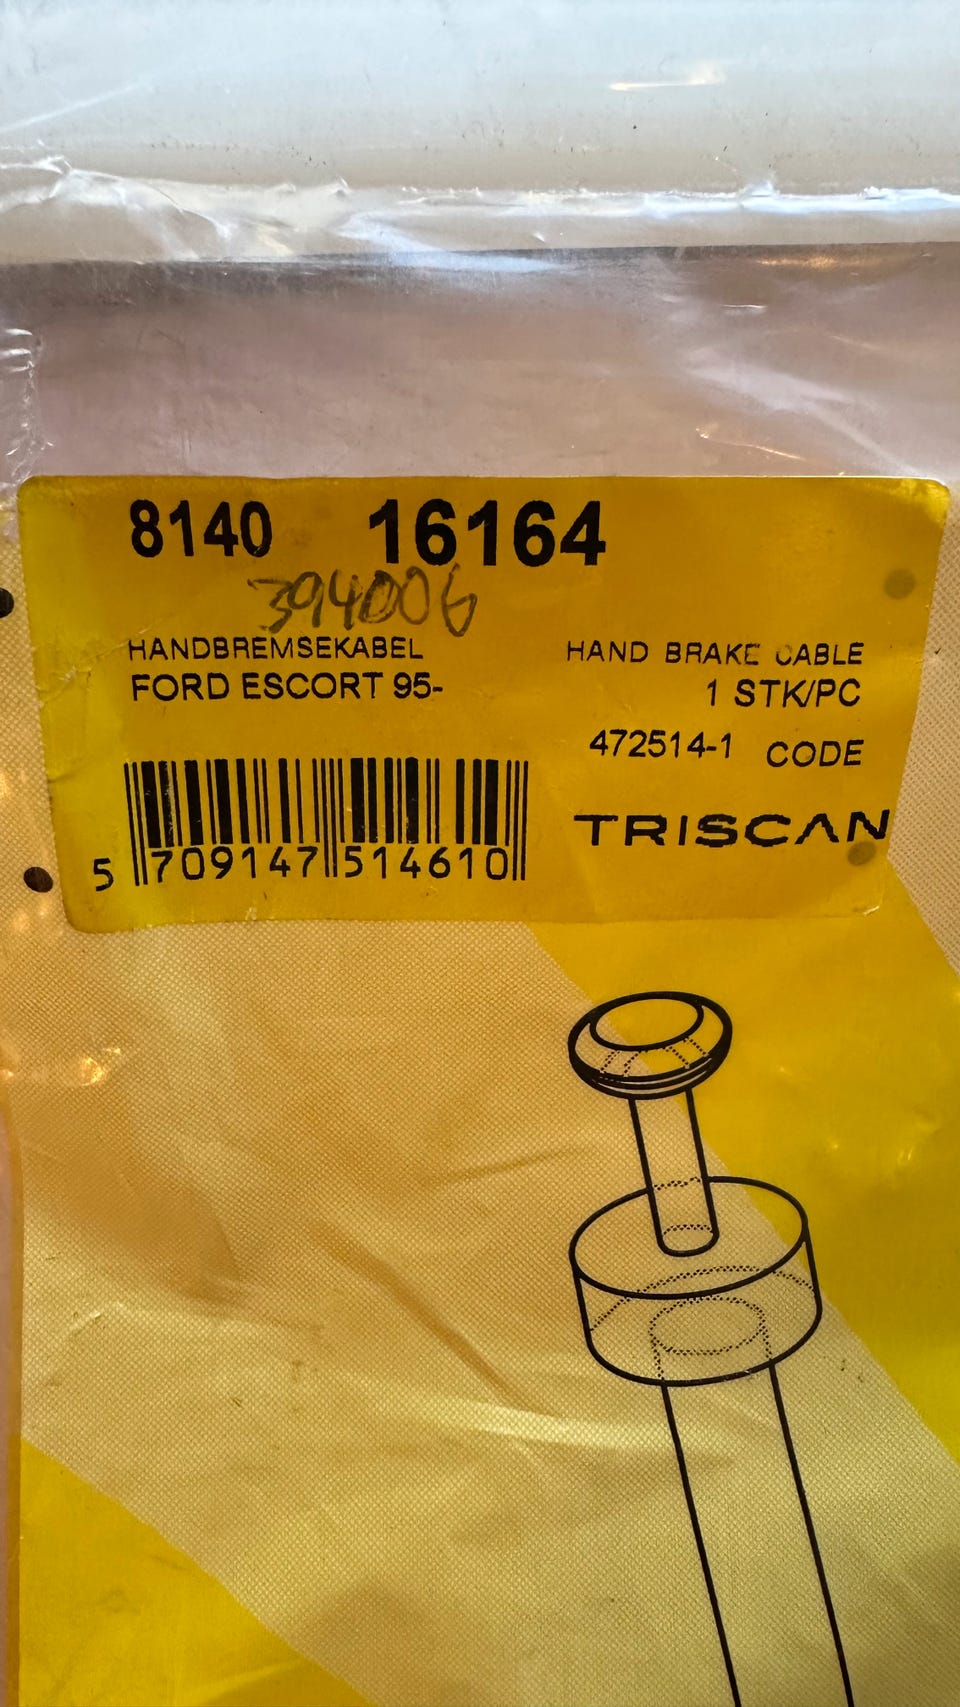 8140 16164
394006
HANDBREMSEKABEL HAND BRAKE CABLE
FORD ESCORT 95- 1 STK/PC
472514-1 CODE
TRISCAN
5 709147 514610